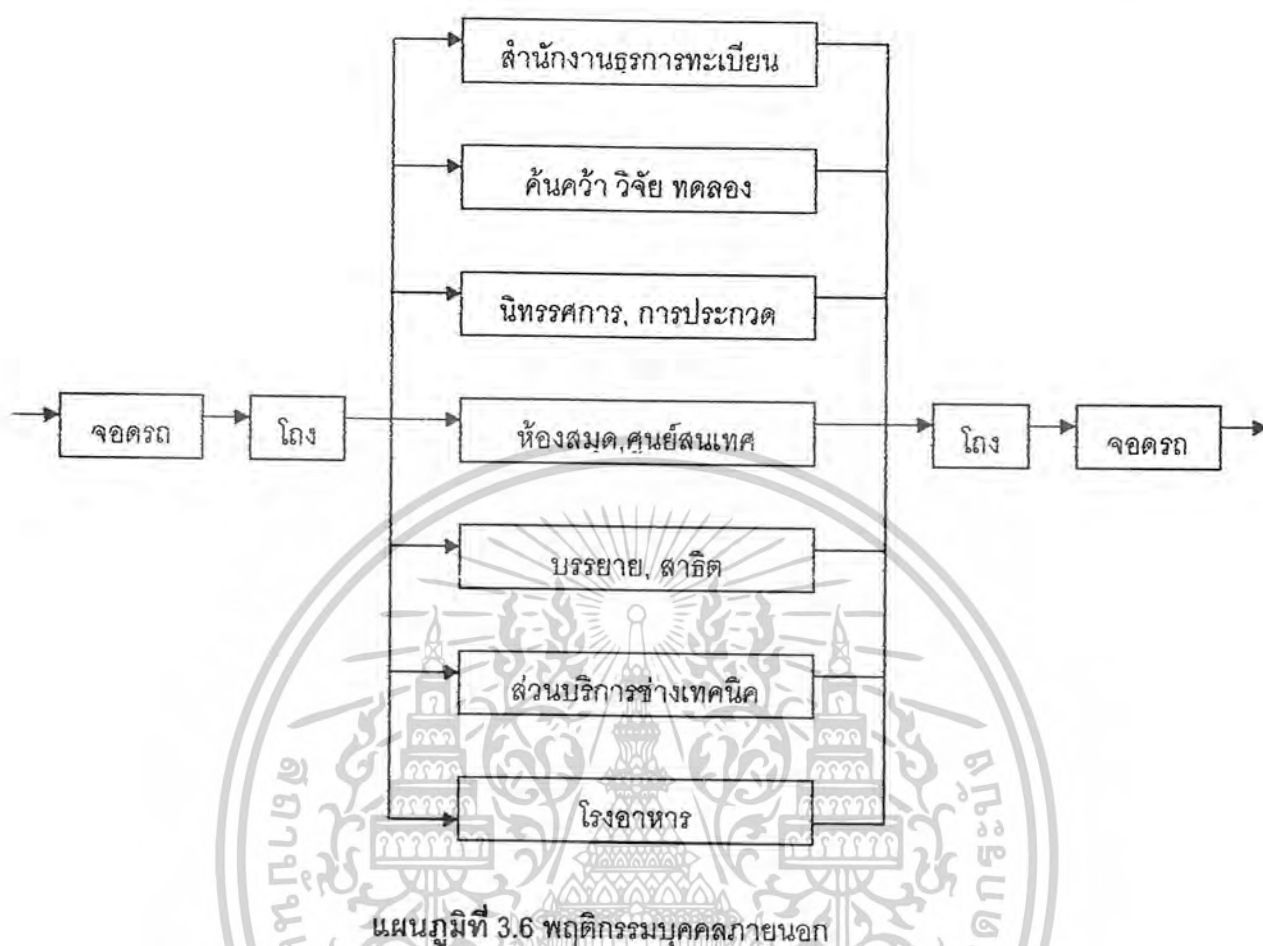 สำนักงานธุรการทะเบียน
ค้นคว้า วิจัย ทดลอง
นิทรรศการ, การประกวด
จอดรถ
โถง
ห้องสมุด,ศูนย์สนเทศ
โถง
จอดรถ
บรรยาย, สาธิต
ส่วนบริการช่างเทคนิค
โรงอาหาร
แผนภูมิที่ 3.6 พฤติกรรมบุคคลภายนอก